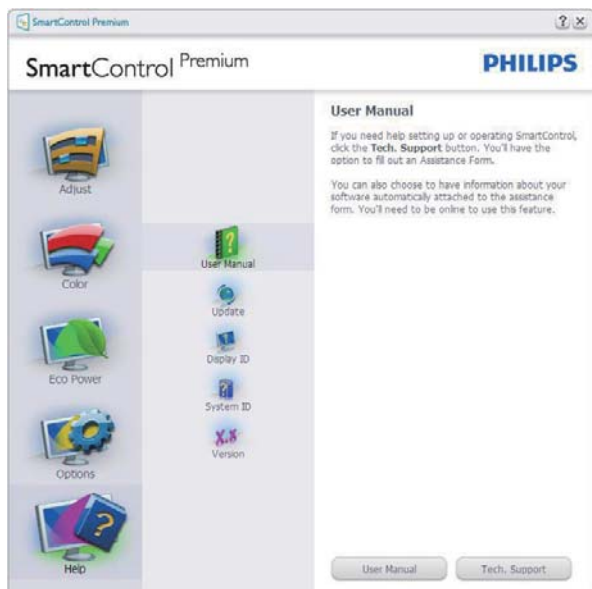 SmartControl Premium
SmartControl Premium
PHILIPS
Adjust
Color
Eco Power
Options
Help
User Manual
Update
Display ID
System ID
X.X
Version
User Manual
If you need help setting up or operating SmartControl,
click the Tech. Support button. You'll have the
option to fill out an Assistance Form.
You can also choose to have information about your
software automatically attached to the assistance
form. You'll need to be online to use this feature.
User Manual
Tech. Support